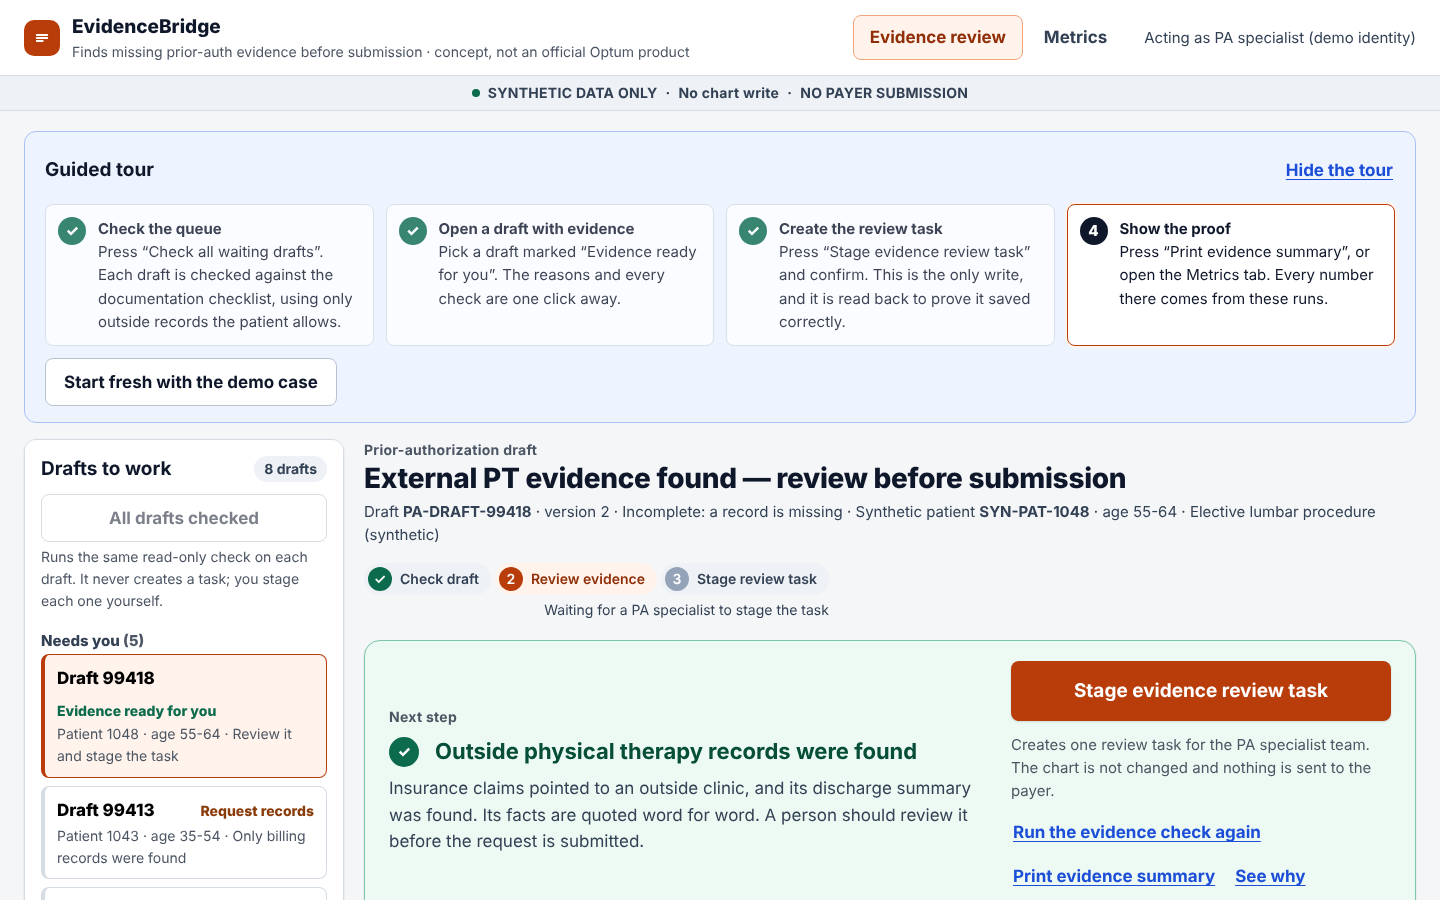 EvidenceBridge
Finds missing prior-auth evidence before submission · concept, not an official Optum product
Evidence review
Metrics
Acting as PA specialist (demo identity)
SYNTHETIC DATA ONLY · No chart write · NO PAYER SUBMISSION
Guided tour
Hide the tour
Check the queue
Press “Check all waiting drafts”.
Each draft is checked against the
documentation checklist, using only
outside records the patient allows.
Open a draft with evidence
Pick a draft marked “Evidence ready
for you”. The reasons and every
check are one click away.
Create the review task
Press “Stage evidence review task”
and confirm. This is the only write,
and it is read back to prove it saved
correctly.
4
Show the proof
Press “Print evidence summary”, or
open the Metrics tab. Every number
there comes from these runs.
Start fresh with the demo case
Drafts to work
8 drafts
All drafts checked
Runs the same read-only check on each
draft. It never creates a task; you stage
each one yourself.
Needs you (5)
Draft 99418
Evidence ready for you
Patient 1048 · age 55-64 · Review it
and stage the task
Draft 99413
Request records
Patient 1043 · age 35-54 · Only billing
records were found
Prior-authorization draft
External PT evidence found — review before submission
Draft PA-DRAFT-99418 · version 2 · Incomplete: a record is missing · Synthetic patient SYN-PAT-1048 · age 55-64 · Elective lumbar procedure
(synthetic)
Check draft
2 Review evidence
3 Stage review task
Waiting for a PA specialist to stage the task
Next step
Outside physical therapy records were found
Insurance claims pointed to an outside clinic, and its discharge summary
was found. Its facts are quoted word for word. A person should review it
before the request is submitted.
Stage evidence review task
Creates one review task for the PA specialist team.
The chart is not changed and nothing is sent to the
payer.
Run the evidence check again
Print evidence summary
See why